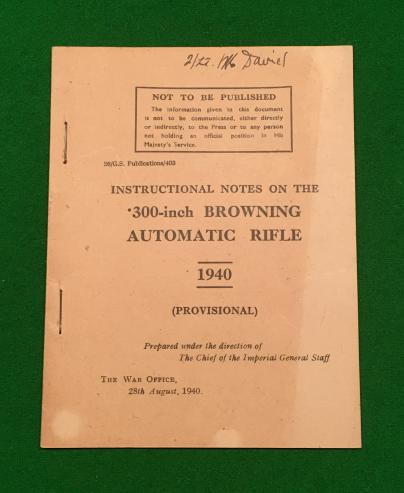 2/Lt. Davies
NOT TO BE PUBLISHED
The information given in this document
is not to be communicated, either directly
or indirectly, to the Press or to any person
not holding an official position in His
Majesty's Service.
26/G.S. Publications/403
INSTRUCTIONAL NOTES ON THE
·300-inch BROWNING
AUTOMATIC RIFLE
1940
(PROVISIONAL)
Prepared under the direction of
The Chief of the Imperial General Staff
THE WAR OFFICE,
28th August, 1940.